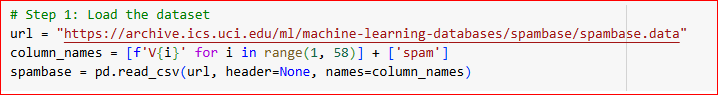 # Step 1: Load the dataset
url = "https://archive.ics.uci.edu/ml/machine-learning-databases/spambase/spambase.data"
column_names = [f'V{i}' for i in range(1, 58)] + ['spam']
spambase = pd.read_csv(url, header=None, names=column_names)